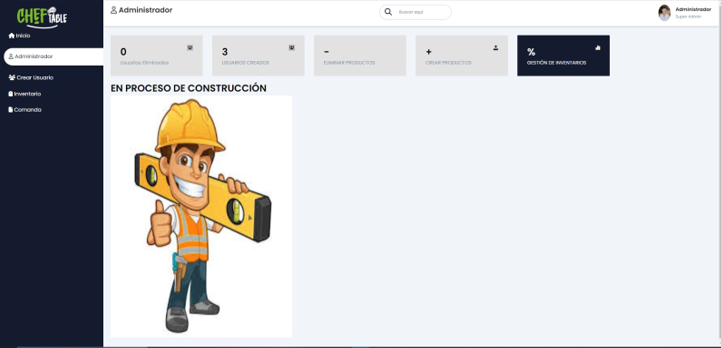 CHEF
TABLE
Inicio
Administrador
Crear Usuario
Inventario
Comanda
Administrador
Buscar aquí
Administrador
Super Admin
0
Usuarios Eliminados
3
USUARIOS CREADOS
-
ELIMINAR PRODUCTOS
+
CREAR PRODUCTOS
%
GESTIÓN DE INVENTARIOS
EN PROCESO DE CONSTRUCCIÓN